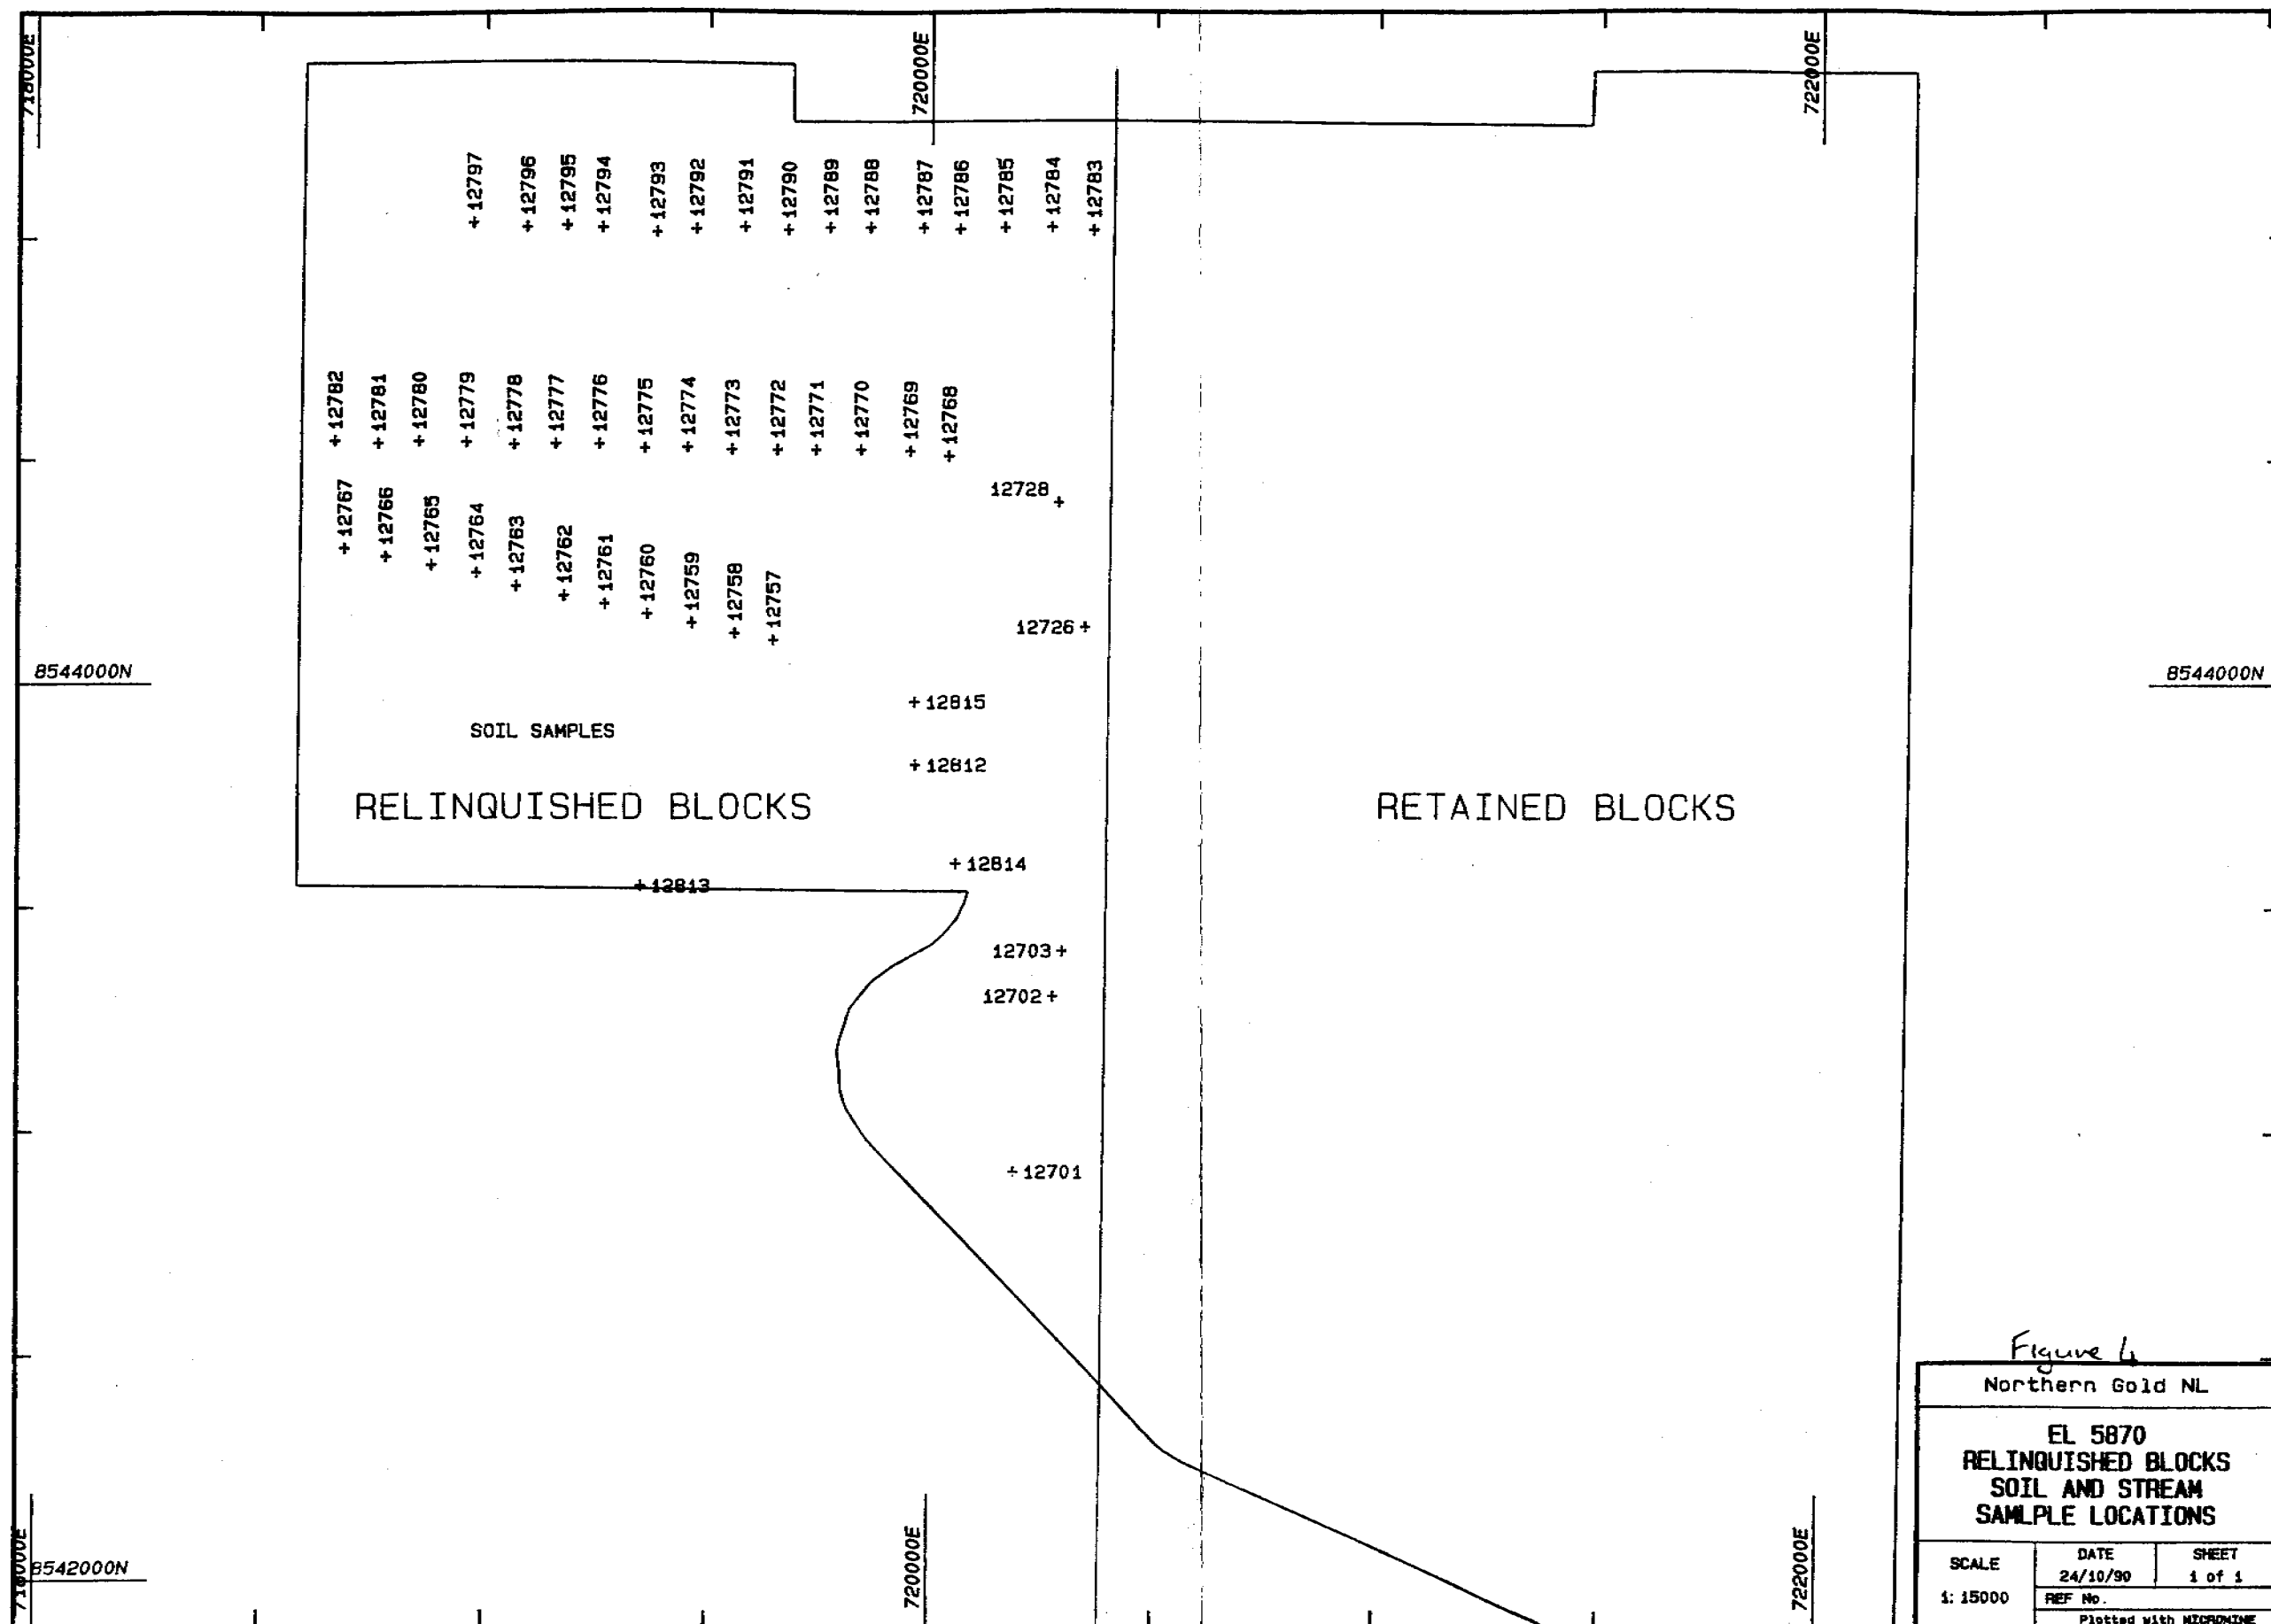 718000E
720000E
722000E
+12797
+12796
+12795
+12794
+12793
+12792
+12791
+12790
+12789
+12788
+12787
+12786
+12785
+12784
+12783
+12782
+12781
+12780
+12779
+12778
+12777
+12776
+12775
+12774
+12773
+12772
+12771
+12770
+12769
+12768
12728 +
+12767
+12766
+12765
+12764
+12763
+12762
+12761
+12760
+12759
+12758
+12757
12726 +
8544000N
8544000N
+12815
SOIL SAMPLES
+12812
RELINQUISHED BLOCKS
RETAINED BLOCKS
+12814
+12813
12703+
12702+
+12701
Figure 4
Northern Gold NL
EL 5870
RELINQUISHED BLOCKS
SOIL AND STREAM
SAMLPLE LOCATIONS
SCALE
1: 15000
DATE
24/10/90
SHEET
1 of 1
REF No.
Plotted with MICROMINE
718000E
8542000N
720000E
722000E